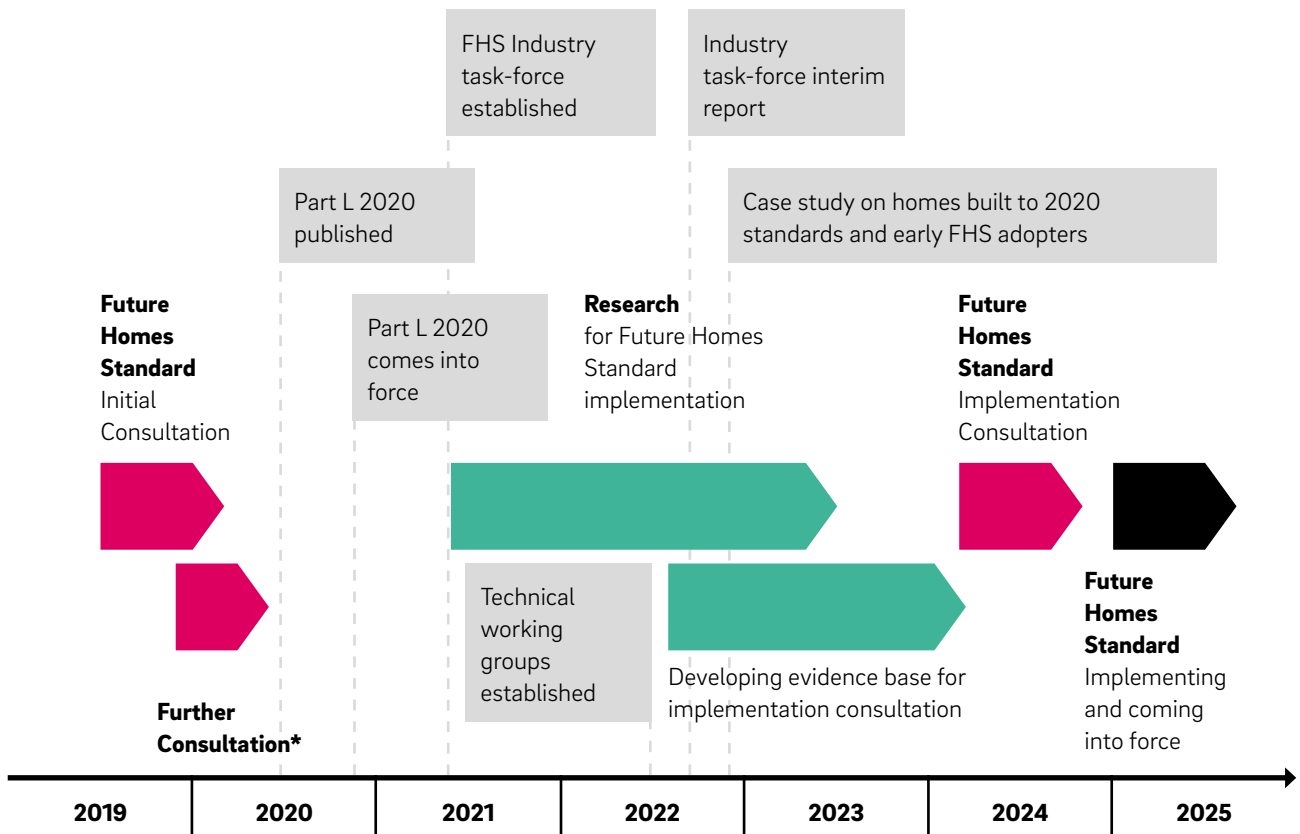 FHS Industry
task-force
established
Industry
task-force interim
report
Part L 2020
published
Case study on homes built to 2020
standards and early FHS adopters
Future
Homes
Standard
Initial
Consultation
Part L 2020
comes into
force
Research
for Future Homes
Standard
implementation
Future
Homes
Standard
Implementation
Consultation
Technical
working
groups
established
Developing evidence base for
implementation consultation
Future
Homes
Standard
Implementing
and coming
into force
Further
Consultation*
2019 2020 2021 2022 2023 2024 2025